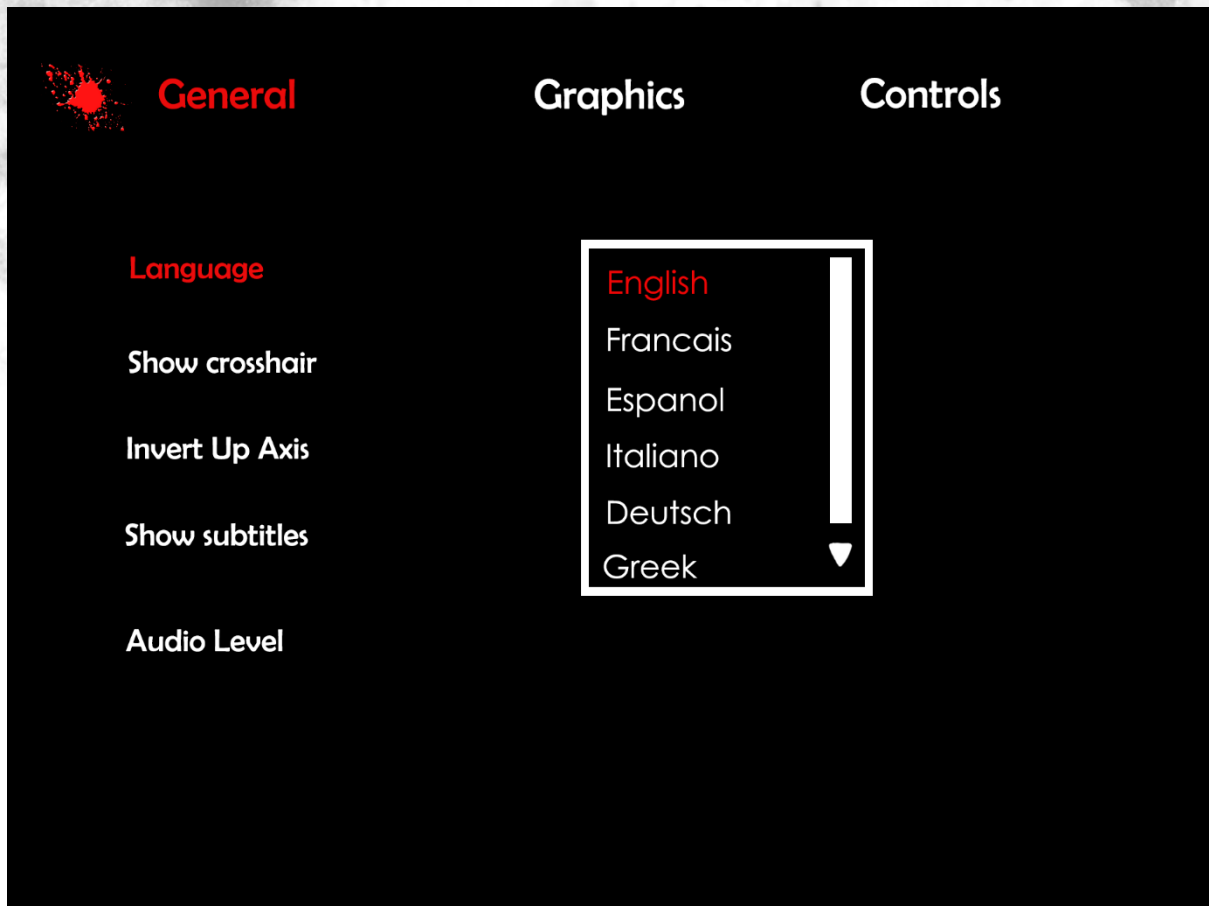 General Graphics Controls
Language
English
Francais
Show crosshair
Espanol
Invert Up Axis
Italiano
Deutsch
Show subtitles
Greek
Audio Level